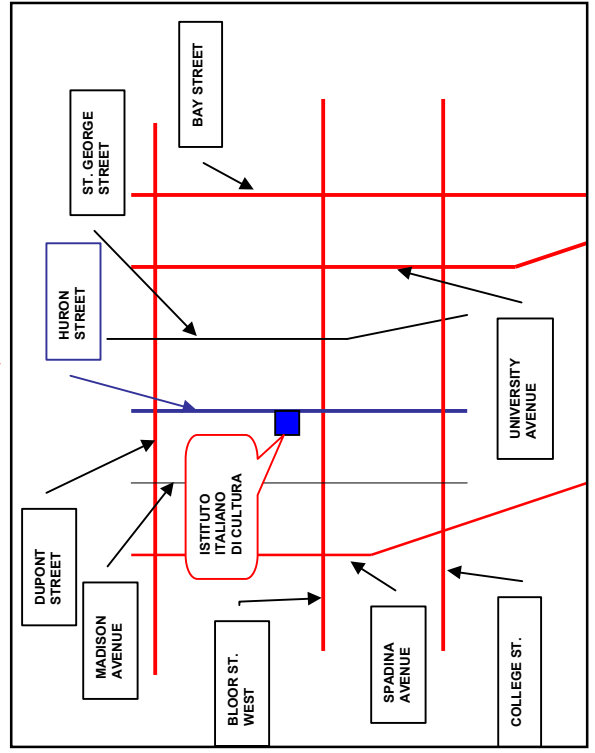 BAY STREET
ST. GEORGE
STREET
HURON
STREET
DUPONT
STREET
MADISON
AVENUE
ISTITUTO
ITALIANO
DI CULTURA
BLOOR ST.
WEST
SPADINA
AVENUE
UNIVERSITY
AVENUE
COLLEGE ST.